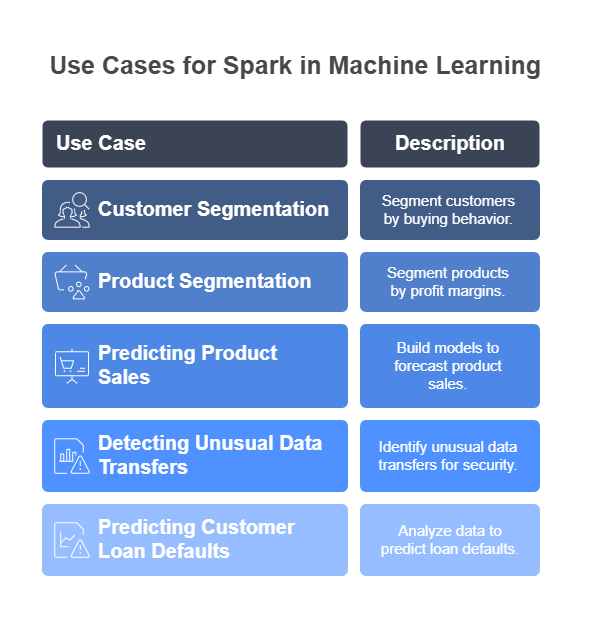 Use Cases for Spark in Machine Learning
Use Case
Description
Customer Segmentation
Segment customers
by buying behavior.
Product Segmentation
Segment products
by profit margins.
Predicting Product
Sales
Build models to
forecast product
sales.
Detecting Unusual Data
Transfers
Identify unusual data
transfers for security.
Predicting Customer
Loan Defaults
Analyze data to
predict loan defaults.